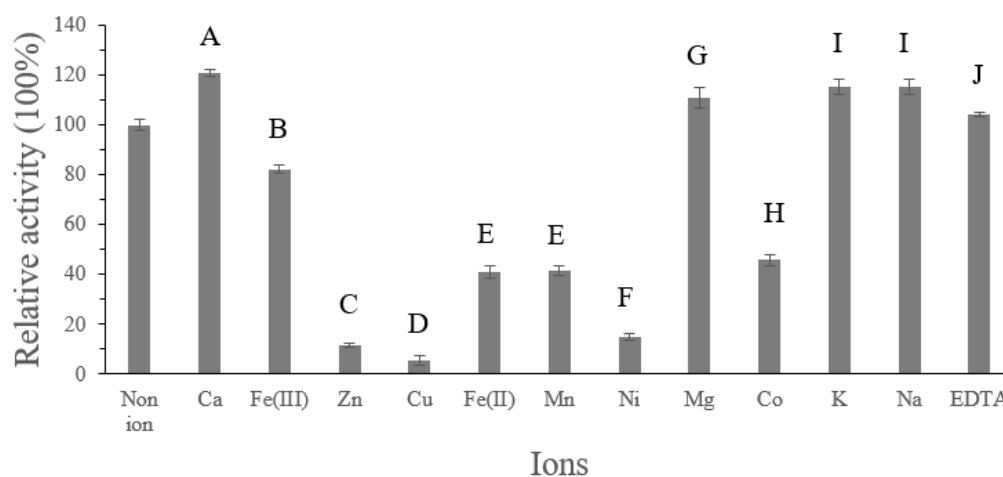 Relative activity (100%)
140
120
100
80
60
40
20
0
A
B
C
D
E
E
F
G
H
I
I
J
Non ion
Ca
Fe(III)
Zn
Cu
Fe(II)
Mn
Ni
Mg
Co
K
Na
EDTA
Ions